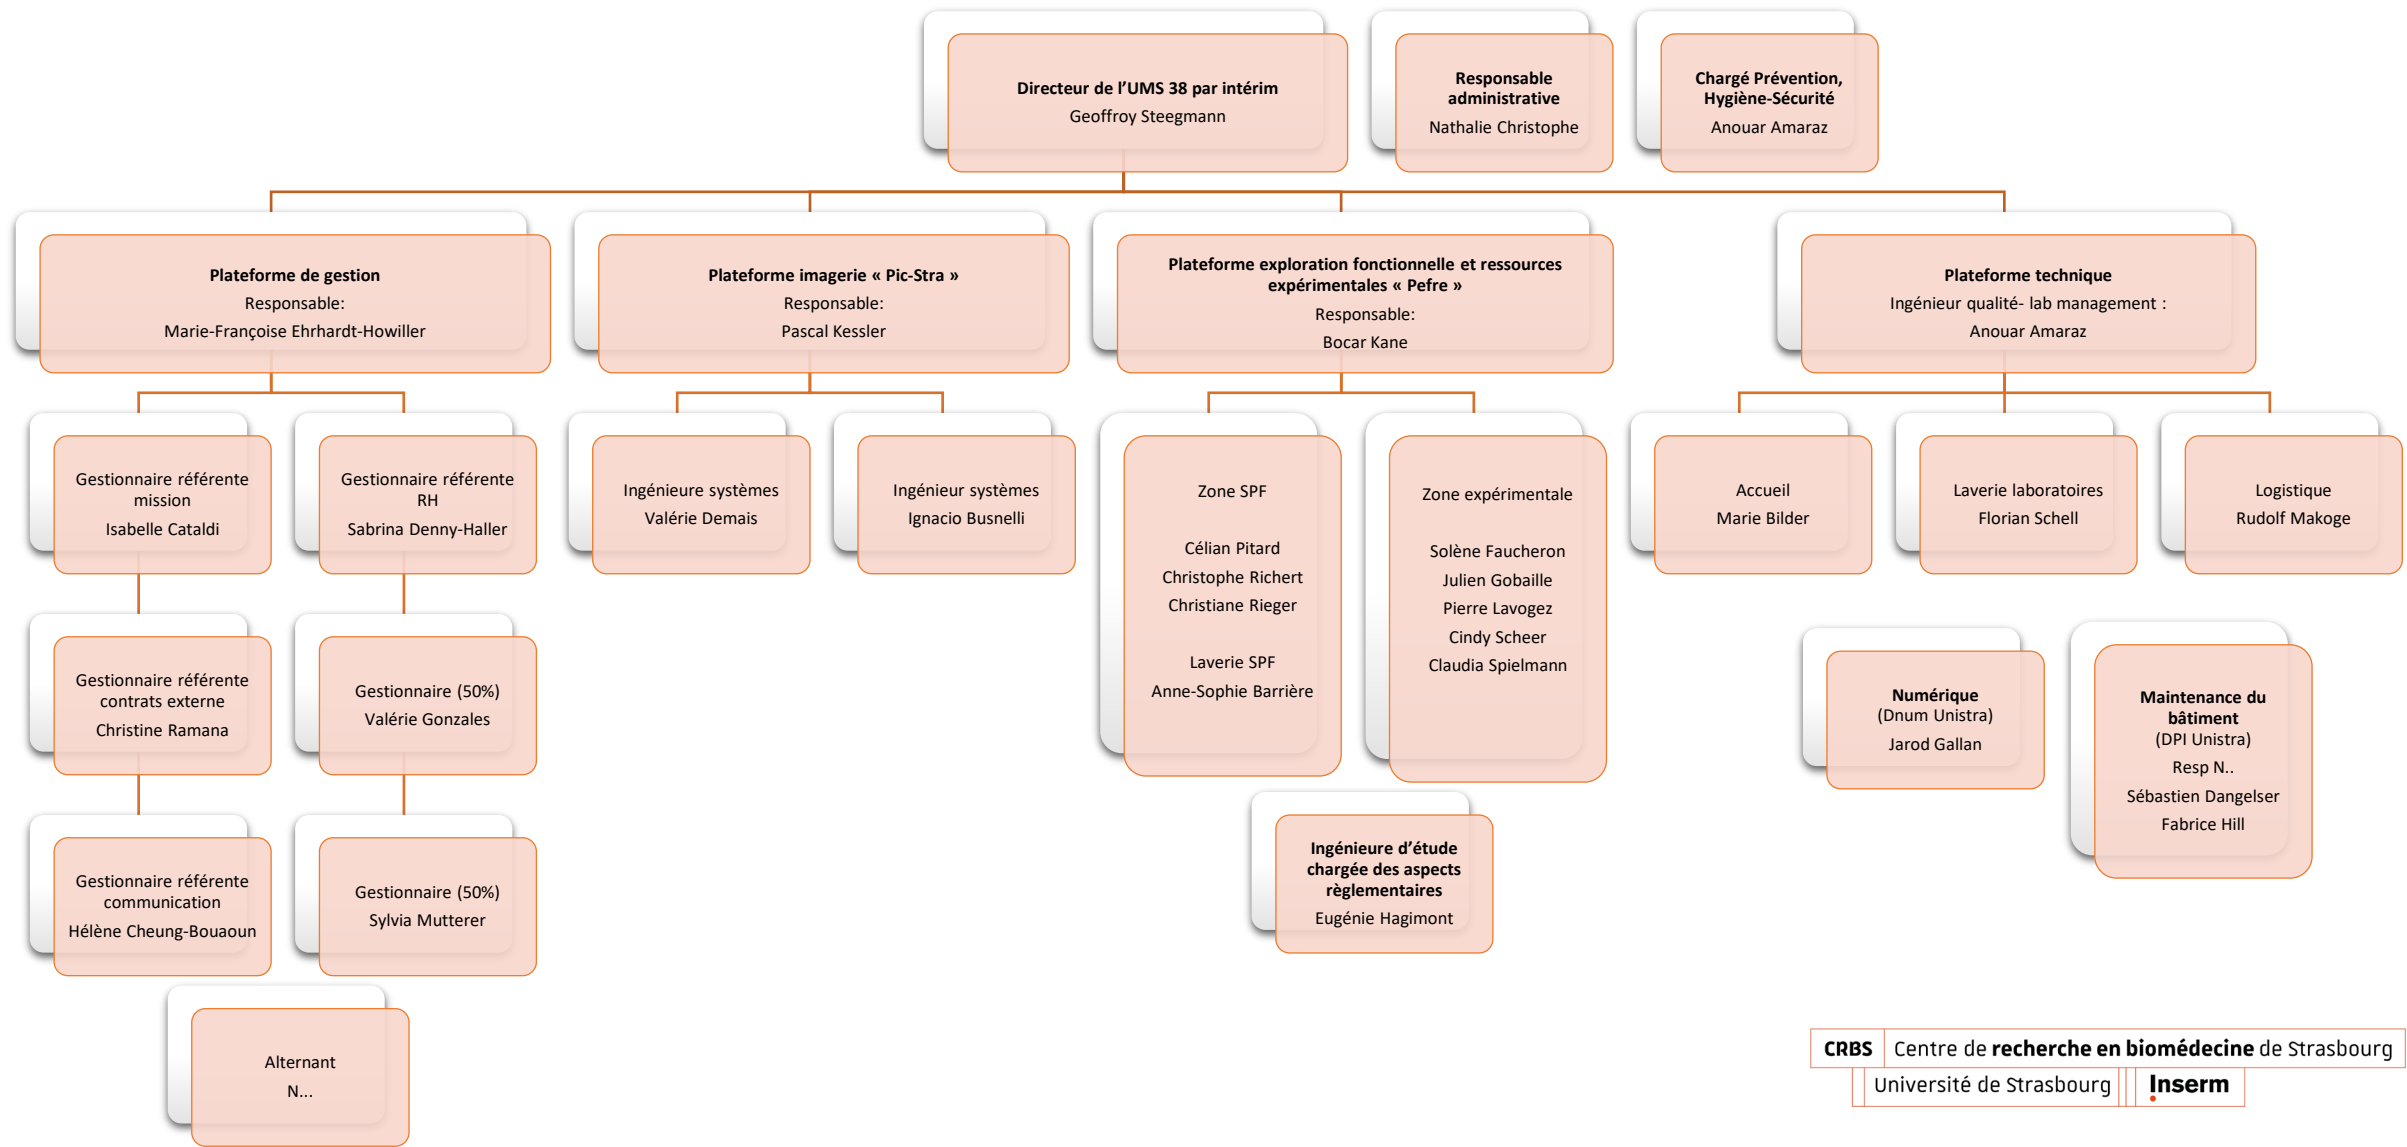 Directeur de l'UMS 38 par intérim
Geoffroy Steegmann
Responsable
administrative
Nathalie Christophe
Chargé Prévention,
Hygiène-Sécurité
Anouar Amaraz
Plateforme de gestion
Responsable:
Marie-Françoise Ehrhardt-Howiller
Plateforme imagerie « Pic-Stra »
Responsable:
Pascal Kessler
Plateforme exploration fonctionnelle et ressources
expérimentales « Pefre »
Responsable:
Bocar Kane
Plateforme technique
Ingénieur qualité- lab management :
Anouar Amaraz
Gestionnaire référente
mission
Isabelle Cataldi
Gestionnaire référente
RH
Sabrina Denny-Haller
Ingénieure systèmes
Valérie Demais
Ingénieur systèmes
Ignacio Busnelli
Zone SPF
Célian Pitard
Christophe Richert
Christiane Rieger
Laverie SPF
Anne-Sophie Barrière
Zone expérimentale
Solène Faucheron
Julien Gobaille
Pierre Lavogez
Cindy Scheer
Claudia Spielmann
Accueil
Marie Bilder
Laverie laboratoires
Florian Schell
Logistique
Rudolf Makoge
Gestionnaire référente
contrats externe
Christine Ramana
Gestionnaire (50%)
Valérie Gonzales
Numérique
(Dnum Unistra)
Jarod Gallan
Maintenance du
bâtiment
(DPI Unistra)
Resp N..
Sébastien Dangelser
Fabrice Hill
Gestionnaire référente
communication
Hélène Cheung-Bouaoun
Gestionnaire (50%)
Sylvia Mutterer
Ingénieure d'étude
chargée des aspects
règlementaires
Eugénie Hagimont
Alternant
N...
CRBS Centre de recherche en biomédecine de Strasbourg
Université de Strasbourg Inserm